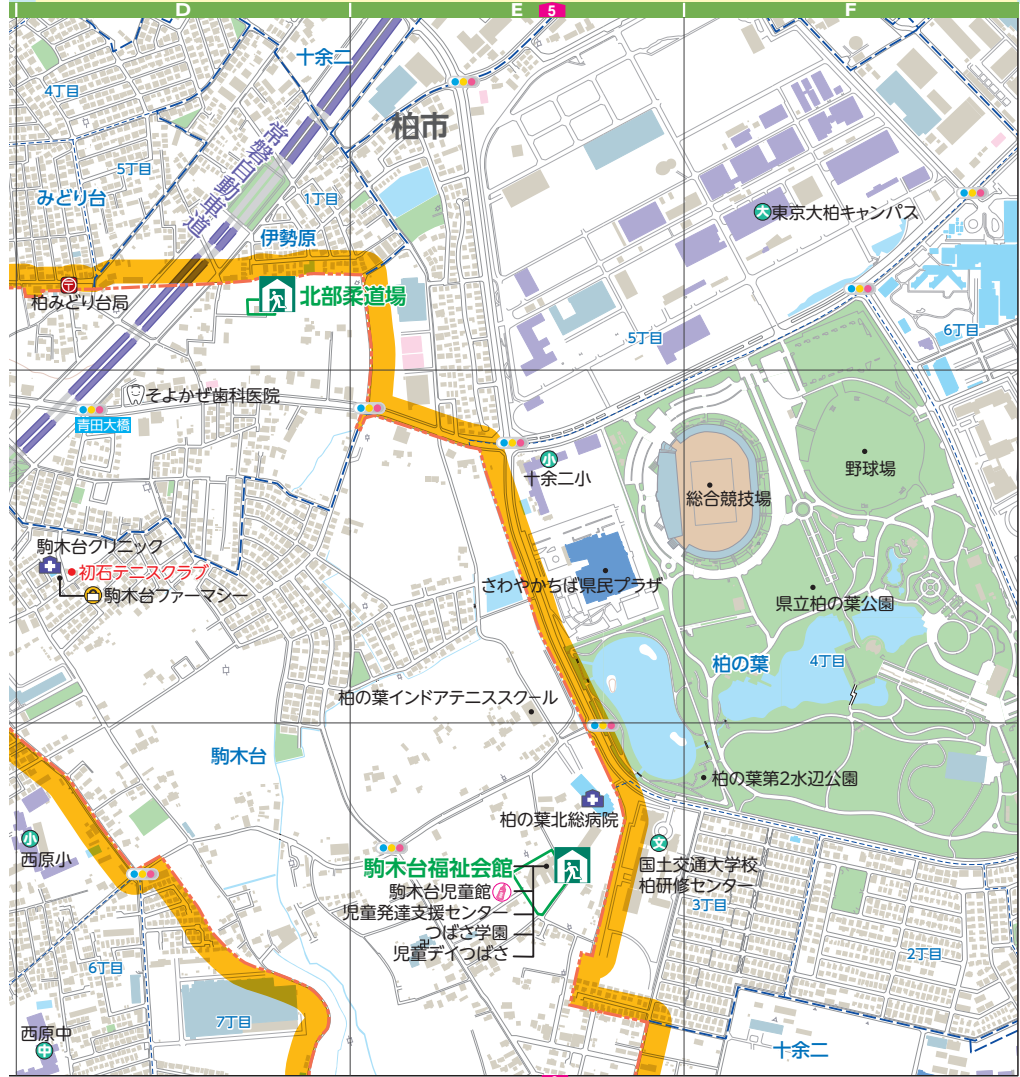 D
E
5
F
十余二
4丁目
柏市
常磐自動車道
5丁目
みどり台
1丁目
大
東京大柏キャンパス
伊勢原
〒
柏みどり台局
北部柔道場
5丁目
6丁目
そよかぜ歯科医院
青田大橋
小
十余二小
野球場
総合競技場
駒木台クリニック
初石テニスクラブ
駒木台ファーマシー
さわやかちば県民プラザ
県立柏の葉公園
柏の葉
4丁目
柏の葉インドアテニススクール
駒木台
柏の葉第2水辺公園
柏の葉北総病院
小
西原小
文
国土交通大学校
柏研修センター
3丁目
駒木台福祉会館
駒木台児童館
児童発達支援センター
つばさ学園
卍
児童デイつばさ
2丁目
6丁目
7丁目
西原中
中
十余二